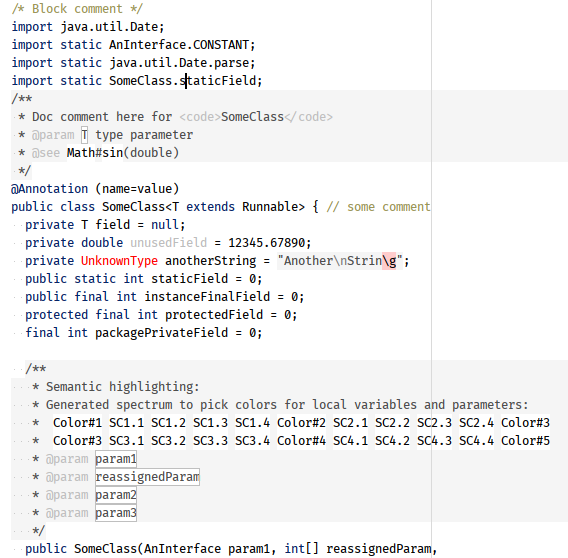 /* Block comment */
import java.util.Date;
import static AnInterface.CONSTANT;
import static java.util.Date.parse;
import static SomeClass.staticField;
/**
 * Doc comment here for <code>SomeClass</code>
 * @param T type parameter
 * @see Math#sin(double)
 */
@Annotation (name=value)
public class SomeClass<T extends Runnable> { // some comment
  private T field = null;
  private double unusedField = 12345.67890;
  private UnknownType anotherString = "Another\nStrin\g";
  public static int staticField = 0;
  public final int instanceFinalField = 0;
  protected final int protectedField = 0;
  final int packagePrivateField = 0;

  /**
   * Semantic highlighting:
   * Generated spectrum to pick colors for local variables and parameters:
   *  Color#1 SC1.1 SC1.2 SC1.3 SC1.4 Color#2 SC2.1 SC2.2 SC2.3 SC2.4 Color#3
   *  Color#3 SC3.1 SC3.2 SC3.3 SC3.4 Color#4 SC4.1 SC4.2 SC4.3 SC4.4 Color#5
   * @param param1
   * @param reassignedParam
   * @param param2
   * @param param3
   */
  public SomeClass(AnInterface param1, int[] reassignedParam,